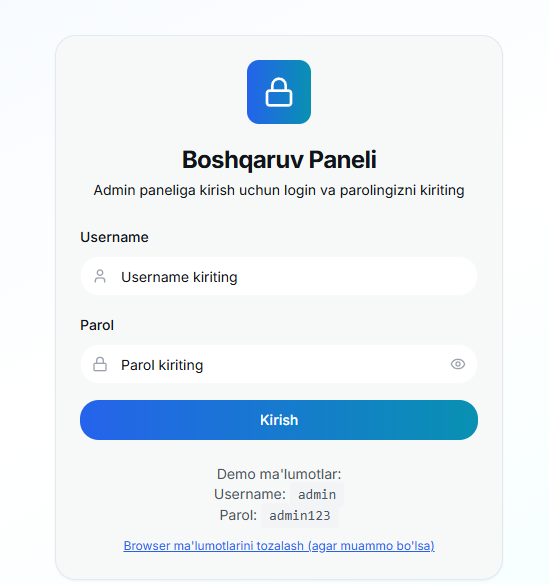 Boshqaruv Paneli
Admin paneliga kirish uchun login va parolingizni kiriting
Username
Username kiriting
Parol
Parol kiriting
Kirish
Demo ma'lumotlar:
Username: admin
Parol: admin123
Browser ma'lumotlarini tozalash (agar muammo bo'lsa)